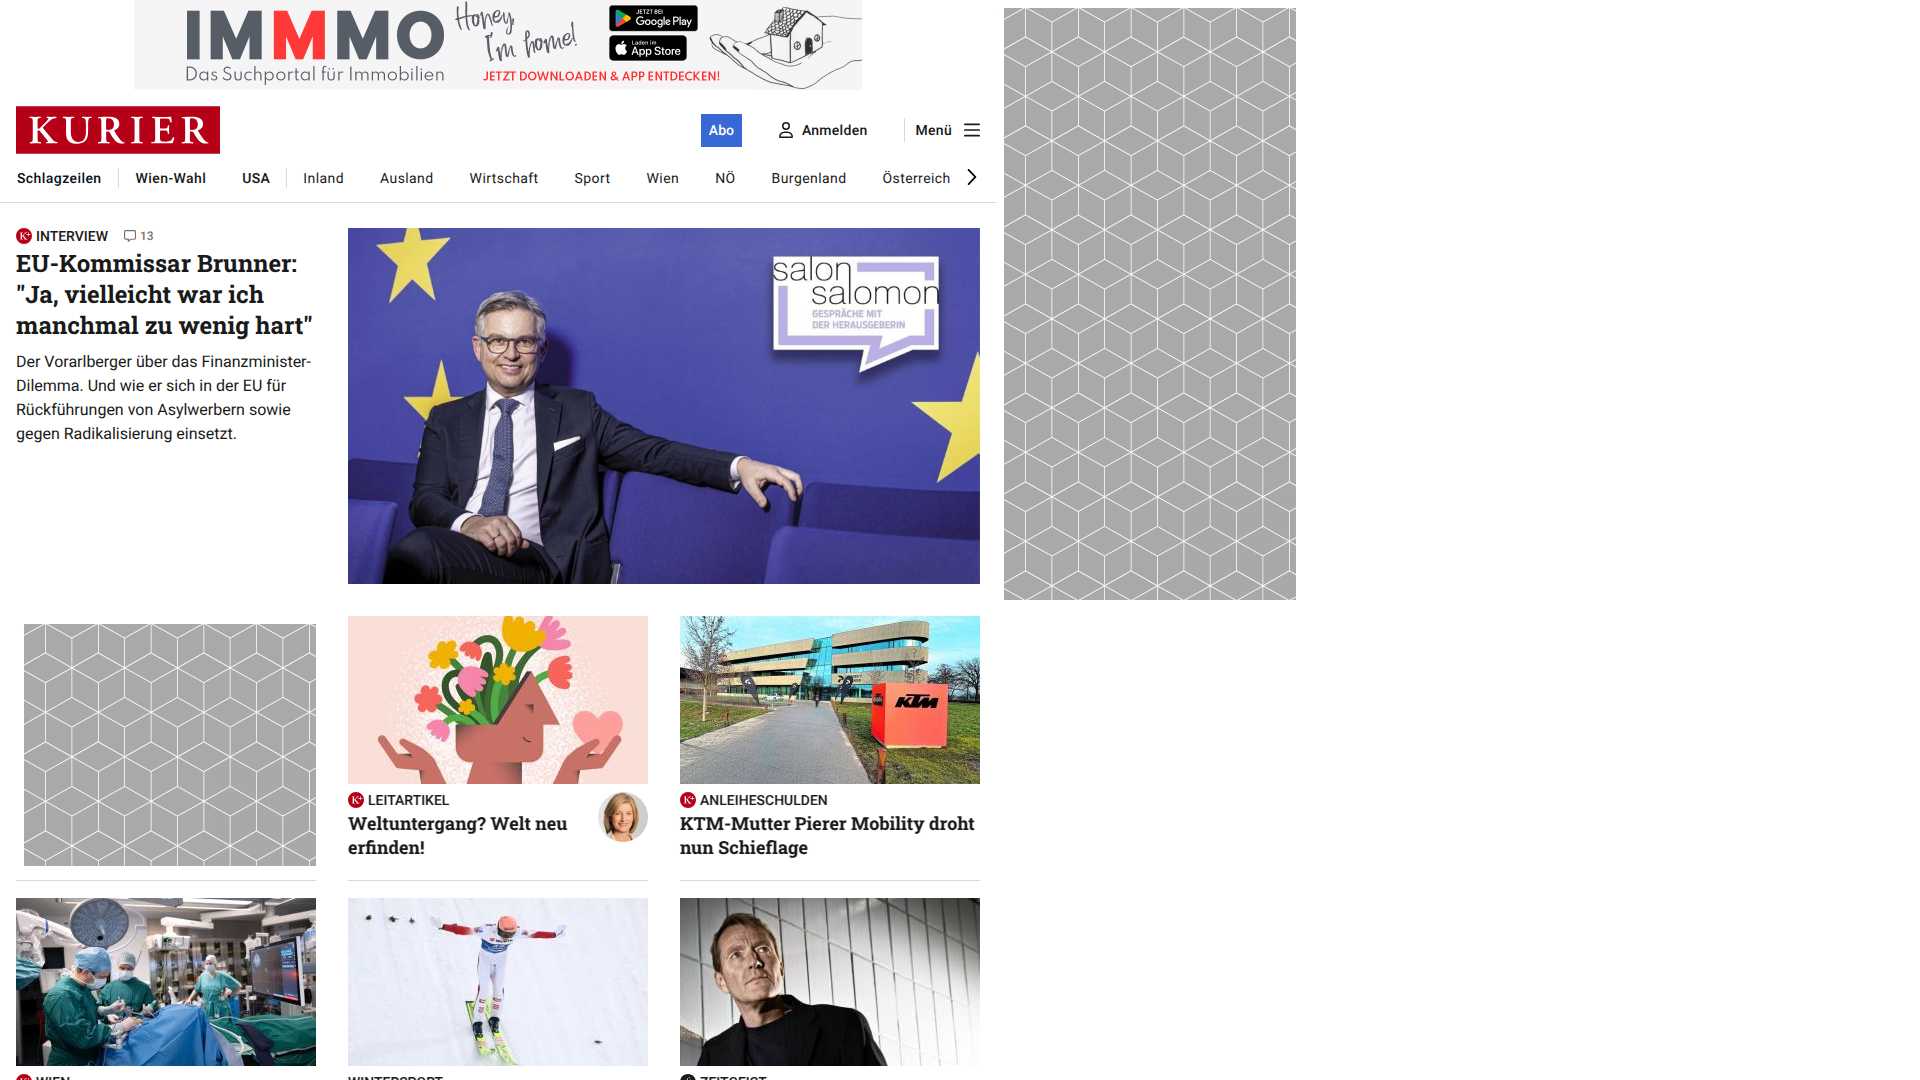 IMMMO
Das Suchportal für Immobilien
Honey,
I'm home!
JETZT BEI
Google Play
Laden im
App Store
JETZT DOWNLOADEN & APP ENTDECKEN!
KURIER
Abo
Anmelden
Menü
Schlagzeilen
Wien-Wahl
USA
Inland
Ausland
Wirtschaft
Sport
Wien
NÖ
Burgenland
Österreich
K+ INTERVIEW 13
EU-Kommissar Brunner:
"Ja, vielleicht war ich
manchmal zu wenig hart"
Der Vorarlberger über das Finanzminister-
Dilemma. Und wie er sich in der EU für
Rückführungen von Asylwerbern sowie
gegen Radikalisierung einsetzt.
salon
salomon
GESPRÄCHE MIT
DER HERAUSGEBERIN
K+ LEITARTIKEL
Weltuntergang? Welt neu
erfinden!
KTM
K+ ANLEIHESCHULDEN
KTM-Mutter Pierer Mobility droht
nun Schieflage
WIEN
WINTERSPORT
ZEITGEIST